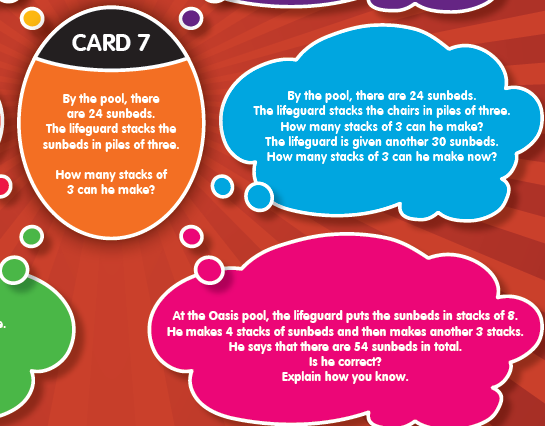 CARD 7
By the pool, there
are 24 sunbeds.
The lifeguard stacks the
sunbeds in piles of three.
How many stacks of
3 can he make?
By the pool, there are 24 sunbeds.
The lifeguard stacks the chairs in piles of three.
How many stacks of 3 can he make?
The lifeguard is given another 30 sunbeds.
How many stacks of 3 can he make now?
e.
At the Oasis pool, the lifeguard puts the sunbeds in stacks of 8.
He makes 4 stacks of sunbeds and then makes another 3 stacks.
He says that there are 54 sunbeds in total.
Is he correct?
Explain how you know.